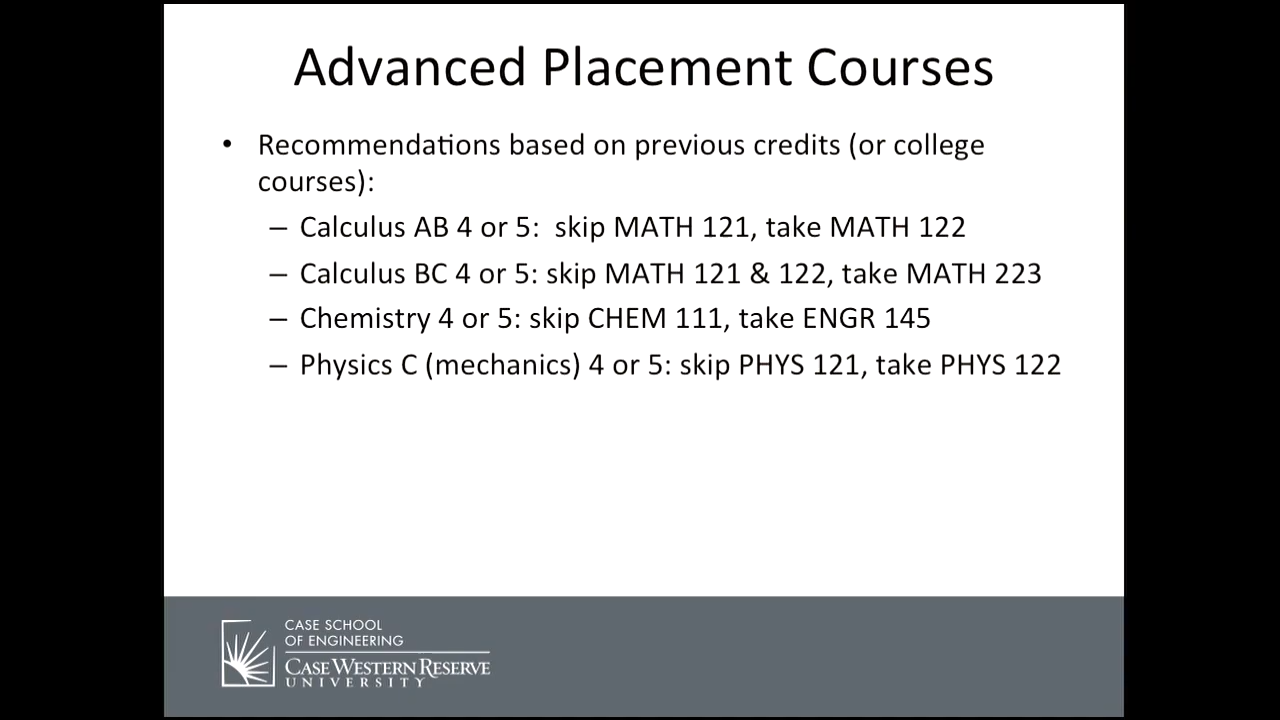 Advanced Placement Courses
• Recommendations based on previous credits (or college
courses):
– Calculus AB 4 or 5:  skip MATH 121, take MATH 122
– Calculus BC 4 or 5: skip MATH 121 & 122, take MATH 223
– Chemistry 4 or 5: skip CHEM 111, take ENGR 145
– Physics C (mechanics) 4 or 5: skip PHYS 121, take PHYS 122
CASE SCHOOL
OF ENGINEERING
CASE WESTERN RESERVE
UNIVERSITY